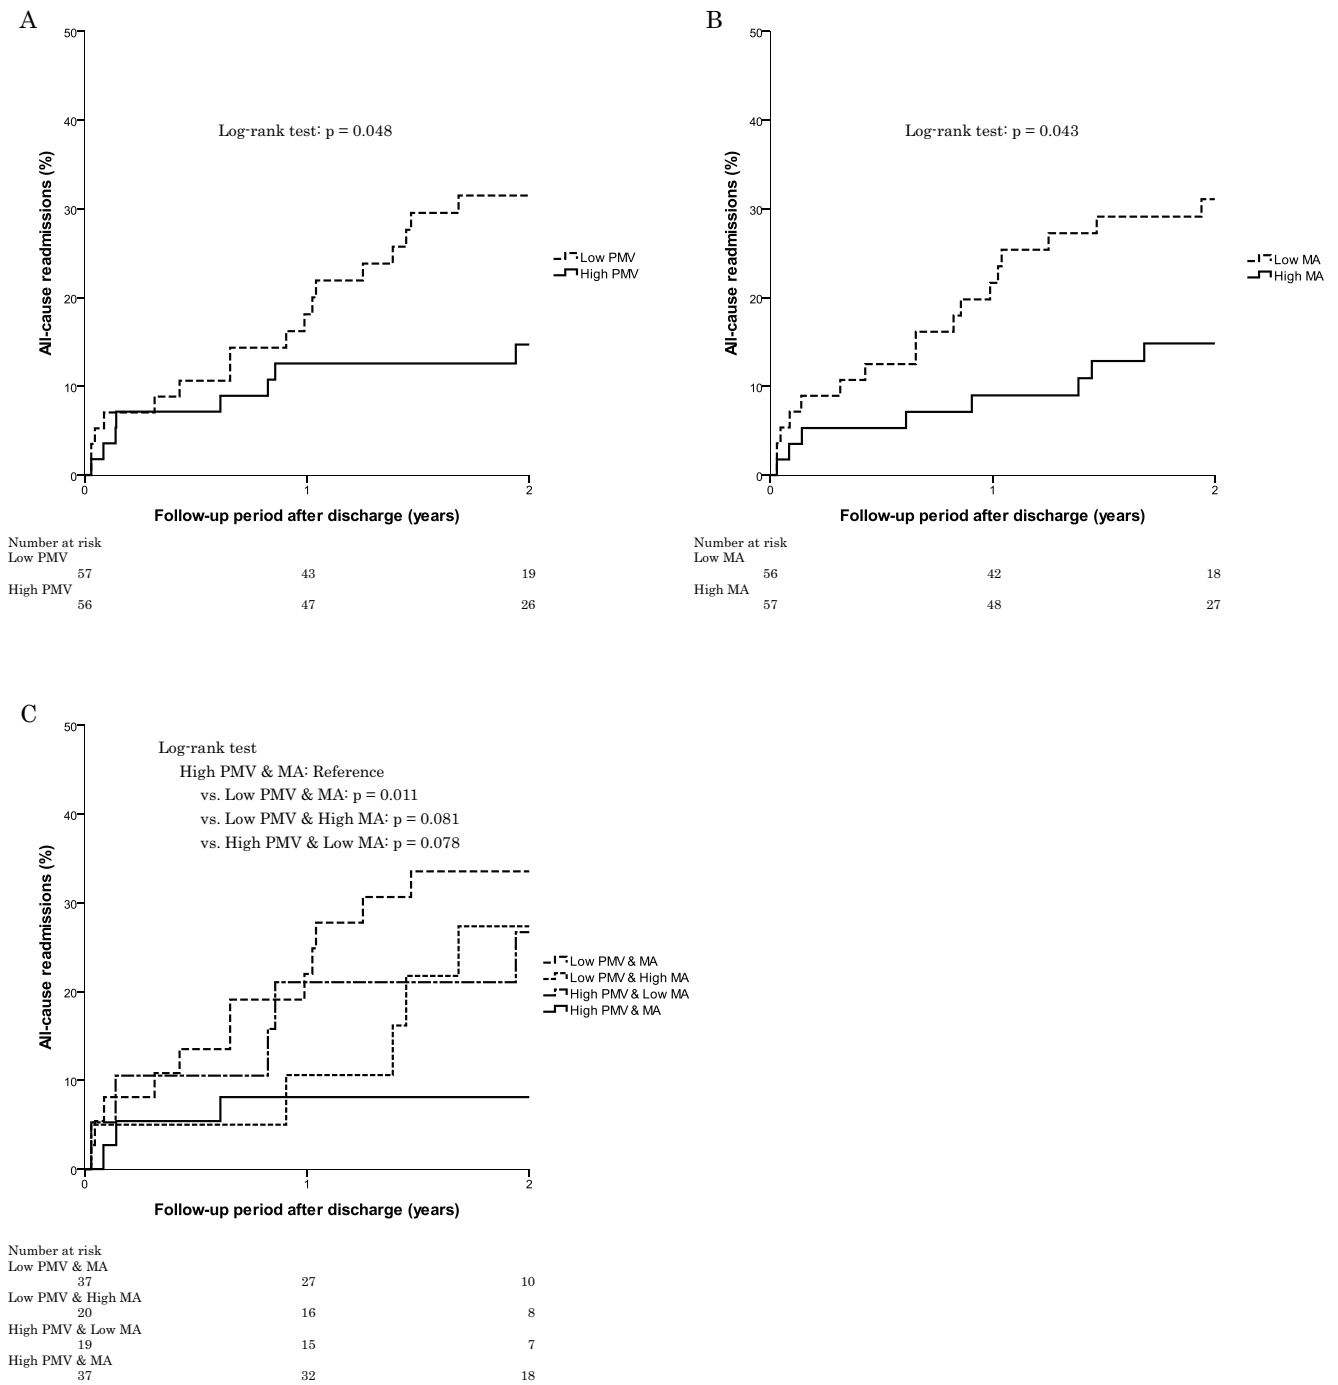 A
50
40
30
20
10
0
All-cause readmissions (%)
Log-rank test: p = 0.048
Low PMV
High PMV
0 1 2
Follow-up period after discharge (years)
Number at risk
Low PMV
57 43 19
High PMV
56 47 26
B
50
40
30
20
10
0
All-cause readmissions (%)
Log-rank test: p = 0.043
Low MA
High MA
0 1 2
Follow-up period after discharge (years)
Number at risk
Low MA
56 42 18
High MA
57 48 27
C
50
40
30
20
10
0
All-cause readmissions (%)
Log-rank test
High PMV & MA: Reference
vs. Low PMV & MA: p = 0.011
vs. Low PMV & High MA: p = 0.081
vs. High PMV & Low MA: p = 0.078
Low PMV & MA
Low PMV & High MA
High PMV & Low MA
High PMV & MA
0 1 2
Follow-up period after discharge (years)
Number at risk
Low PMV & MA
37 27 10
Low PMV & High MA
20 16 8
High PMV & Low MA
19 15 7
High PMV & MA
37 32 18